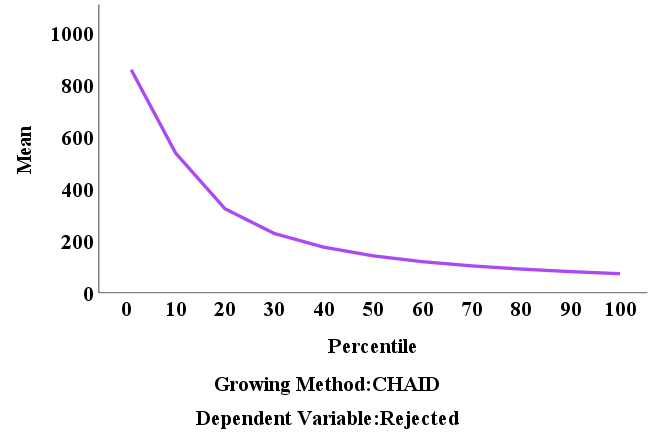 1000
800
600
400
200
0
Mean
0 10 20 30 40 50 60 70 80 90 100
Percentile
Growing Method:CHAID
Dependent Variable:Rejected